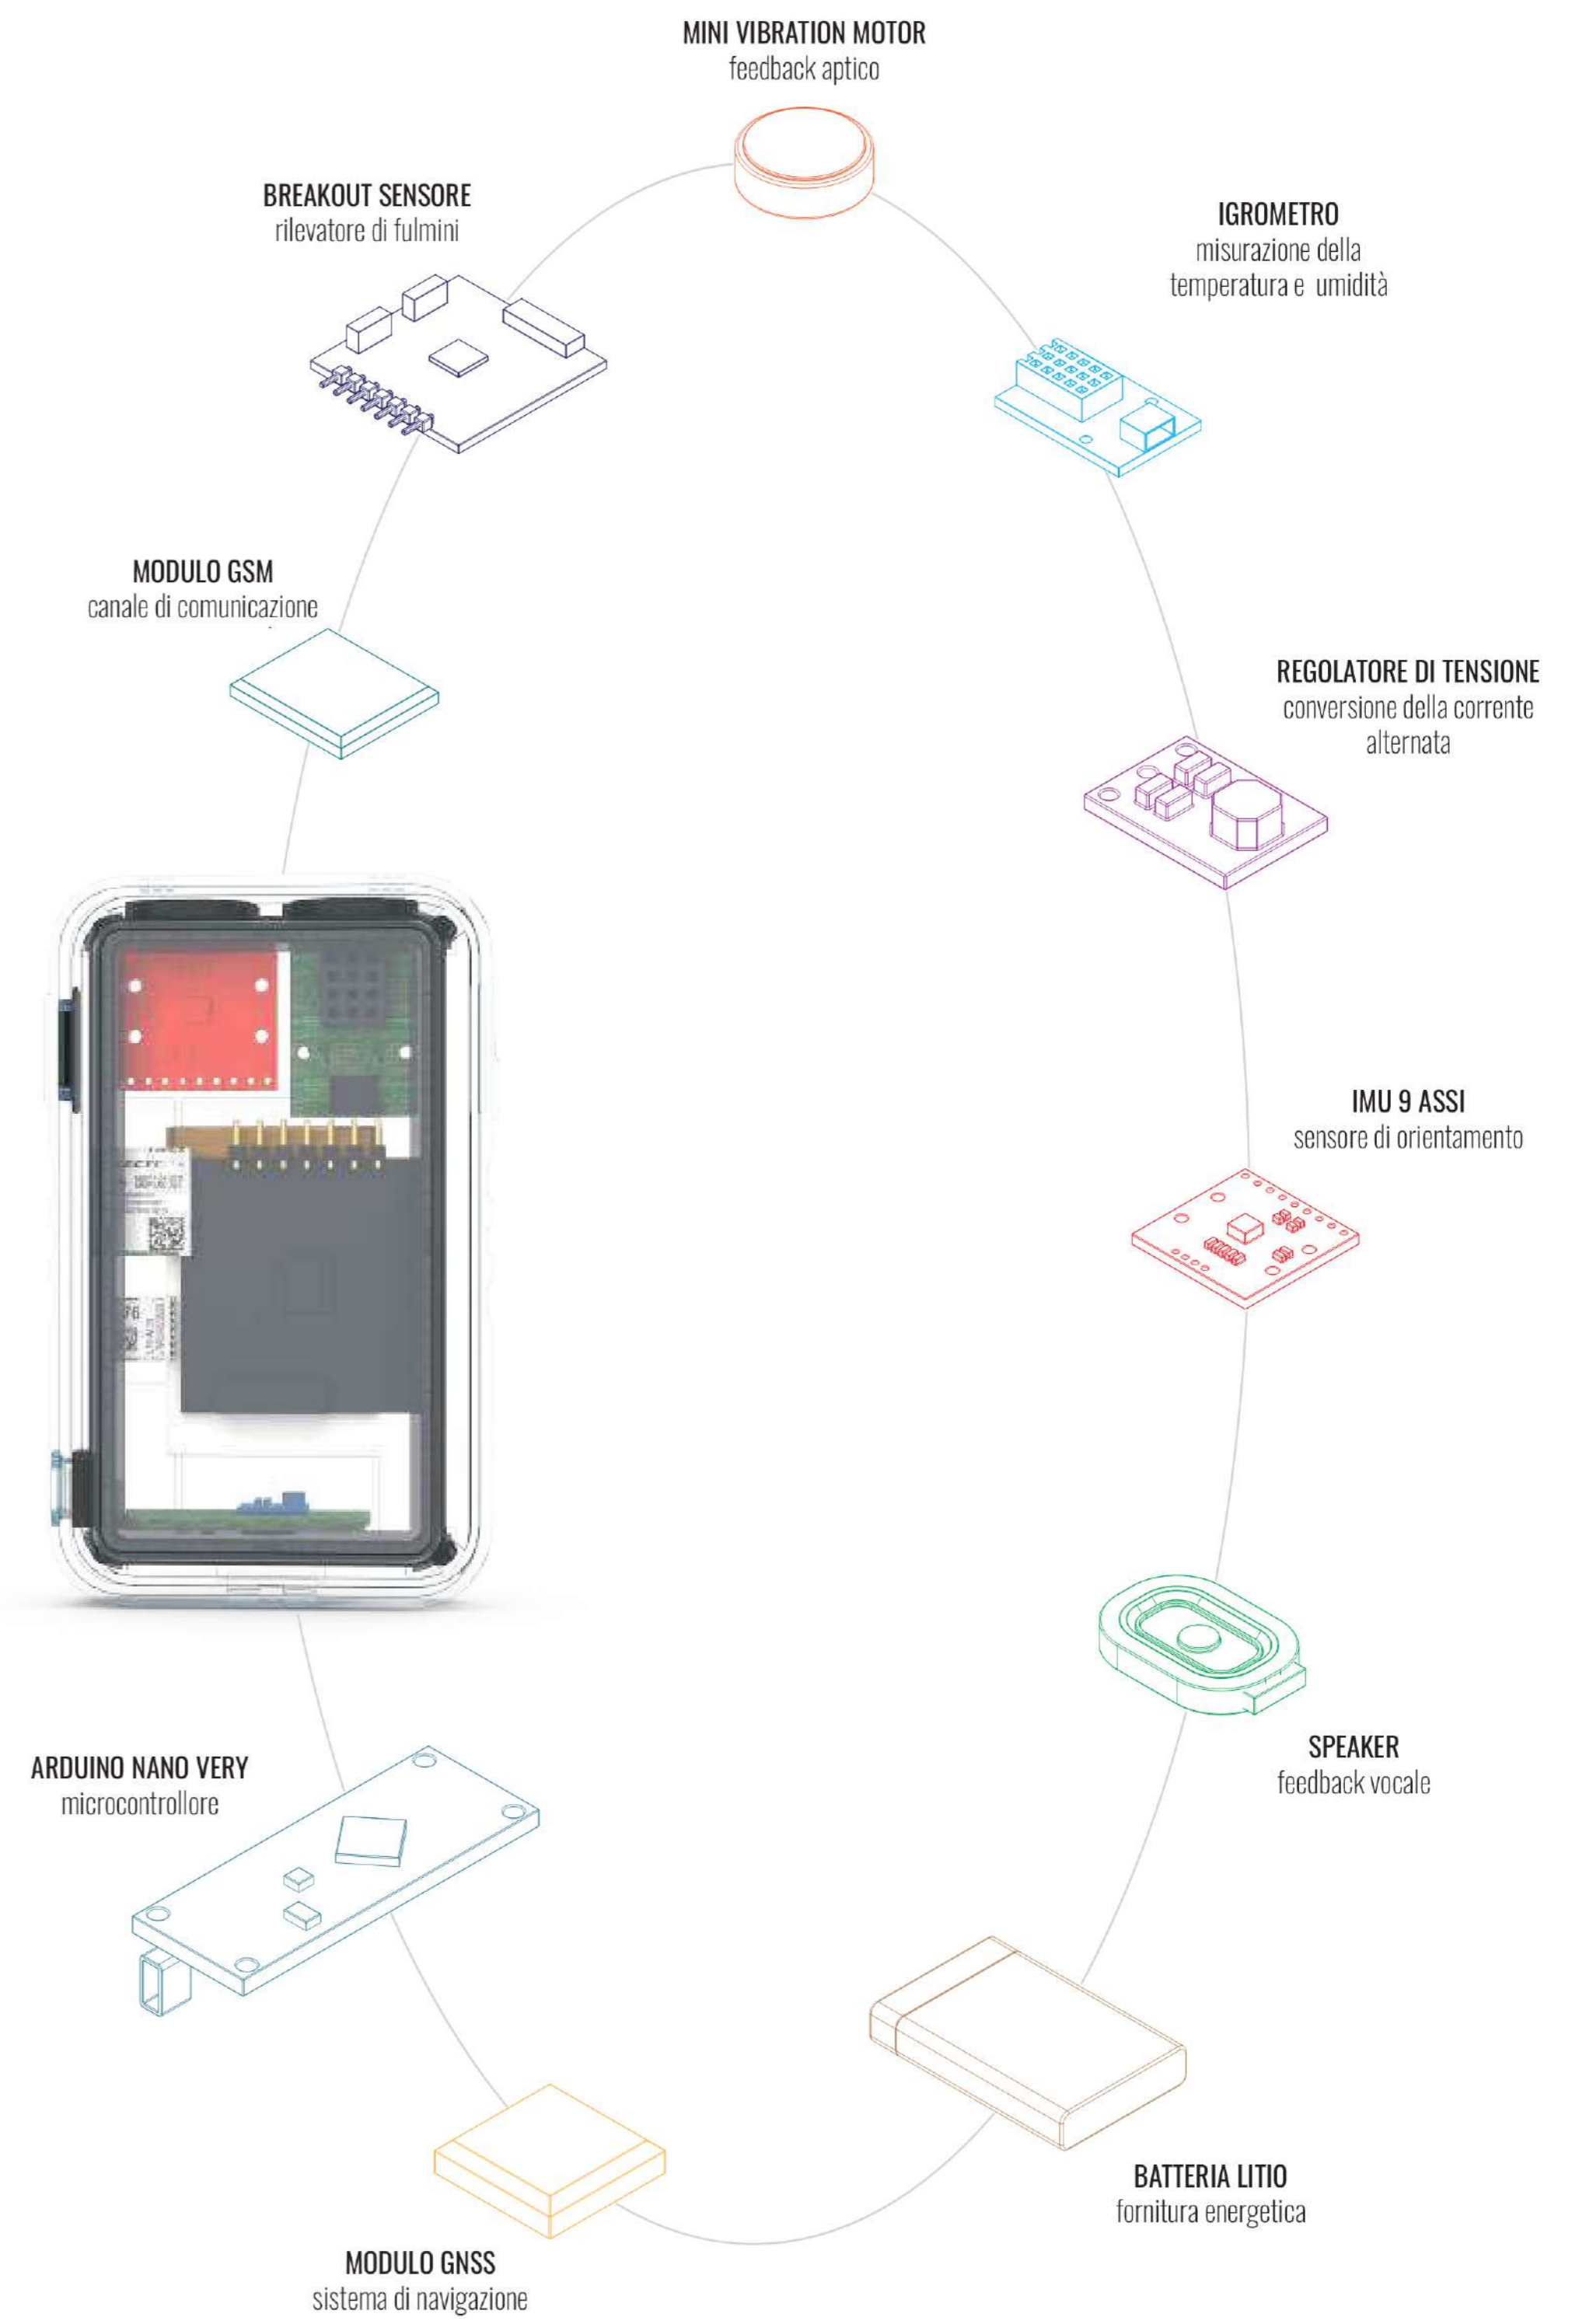 MINI VIBRATION MOTOR
feedback aptico
BREAKOUT SENSORE
rilevatore di fulmini
IGROMETRO
misurazione della
temperatura e umidità
MODULO GSM
canale di comunicazione
REGOLATORE DI TENSIONE
conversione della corrente
alternata
IMU 9 ASSI
sensore di orientamento
ARDUINO NANO VERY
microcontrollore
SPEAKER
feedback vocale
BATTERIA LITIO
fornitura energetica
MODULO GNSS
sistema di navigazione